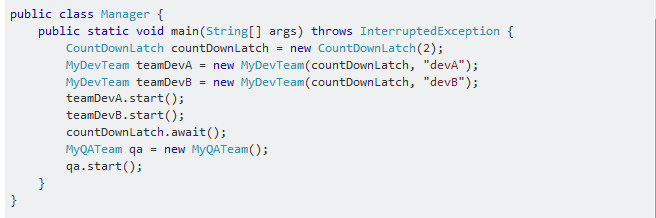 public class Manager {
    public static void main(String[] args) throws InterruptedException {
        CountDownLatch countDownLatch = new CountDownLatch(2);
        MyDevTeam teamDevA = new MyDevTeam(countDownLatch, "devA");
        MyDevTeam teamDevB = new MyDevTeam(countDownLatch, "devB");
        teamDevA.start();
        teamDevB.start();
        countDownLatch.await();
        MyQATeam qa = new MyQATeam();
        qa.start();
    }
}